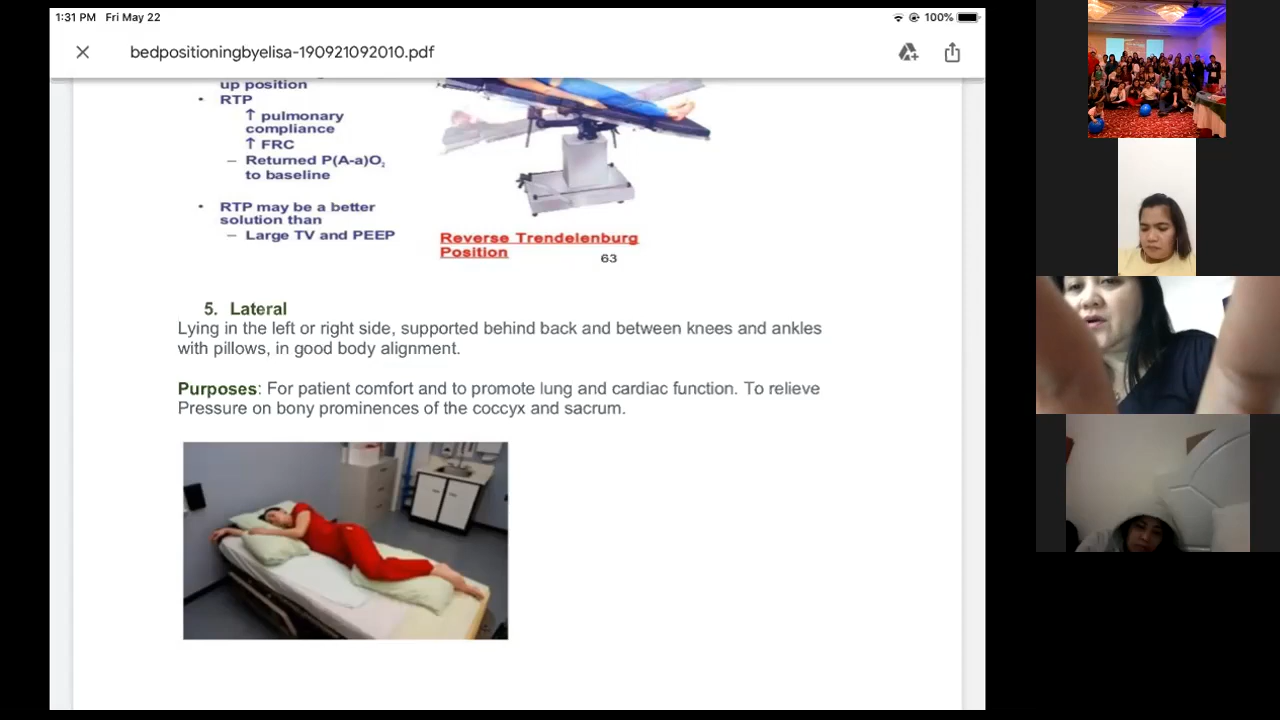 1:31 PM Fri May 22
100%
bedpositioningbyelisa-190921092010.pdf
up position
• RTP
↑ pulmonary
compliance
↑ FRC
– Returned P(A-a)O2
to baseline
• RTP may be a better
solution than
– Large TV and PEEP
Reverse Trendelenburg
Position
63
5. Lateral
Lying in the left or right side, supported behind back and between knees and ankles
with pillows, in good body alignment.
Purposes: For patient comfort and to promote lung and cardiac function. To relieve
Pressure on bony prominences of the coccyx and sacrum.